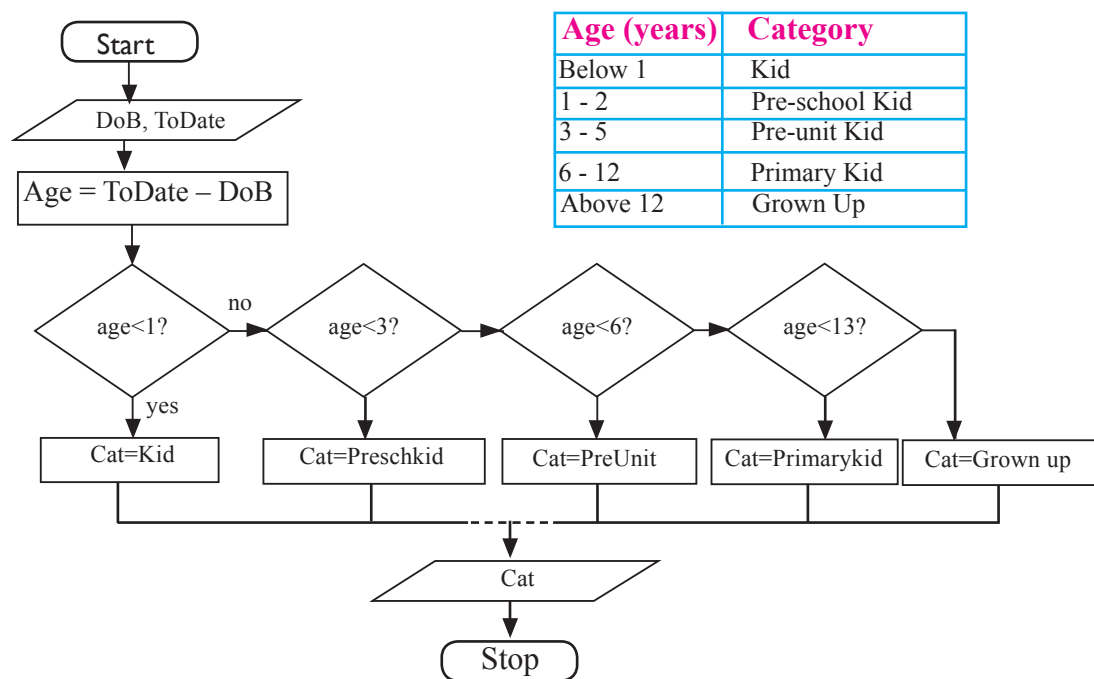 Start
DoB, ToDate
Age = ToDate – DoB
Age (years) Category
Below 1 Kid
1 - 2 Pre-school Kid
3 - 5 Pre-unit Kid
6 - 12 Primary Kid
Above 12 Grown Up
age<1?
no
age<3?
age<6?
age<13?
yes
Cat=Kid
Cat=Preschkid
Cat=PreUnit
Cat=Primarykid
Cat=Grown up
Cat
Stop